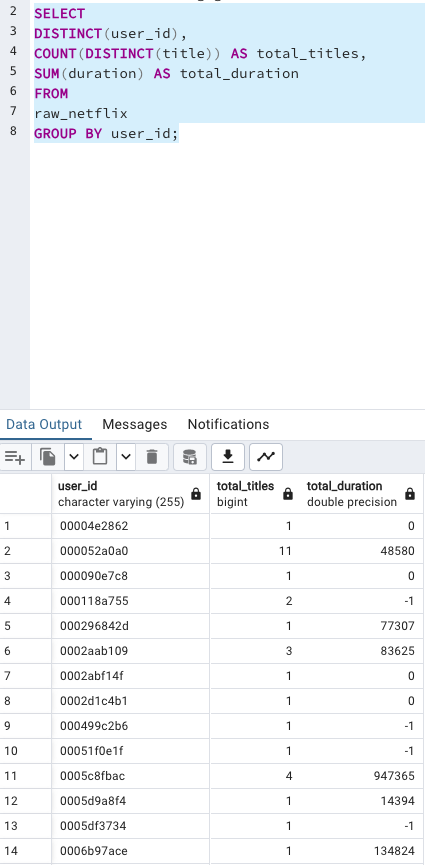 2 SELECT
3 DISTINCT(user_id),
4 COUNT(DISTINCT(title)) AS total_titles,
5 SUM(duration) AS total_duration
6 FROM
7 raw_netflix
8 GROUP BY user_id;
Data Output Messages Notifications
user_id total_titles total_duration
character varying (255) bigint double precision
1 00004e2862 1 0
2 000052a0a0 11 48580
3 000090e7c8 1 0
4 000118a755 2 -1
5 000296842d 1 77307
6 0002aab109 3 83625
7 0002abf14f 1 0
8 0002d1c4b1 1 0
9 000499c2b6 1 -1
10 00051f0e1f 1 -1
11 0005c8fbac 4 947365
12 0005d9a8f4 1 14394
13 0005df3734 1 -1
14 0006b97ace 1 134824